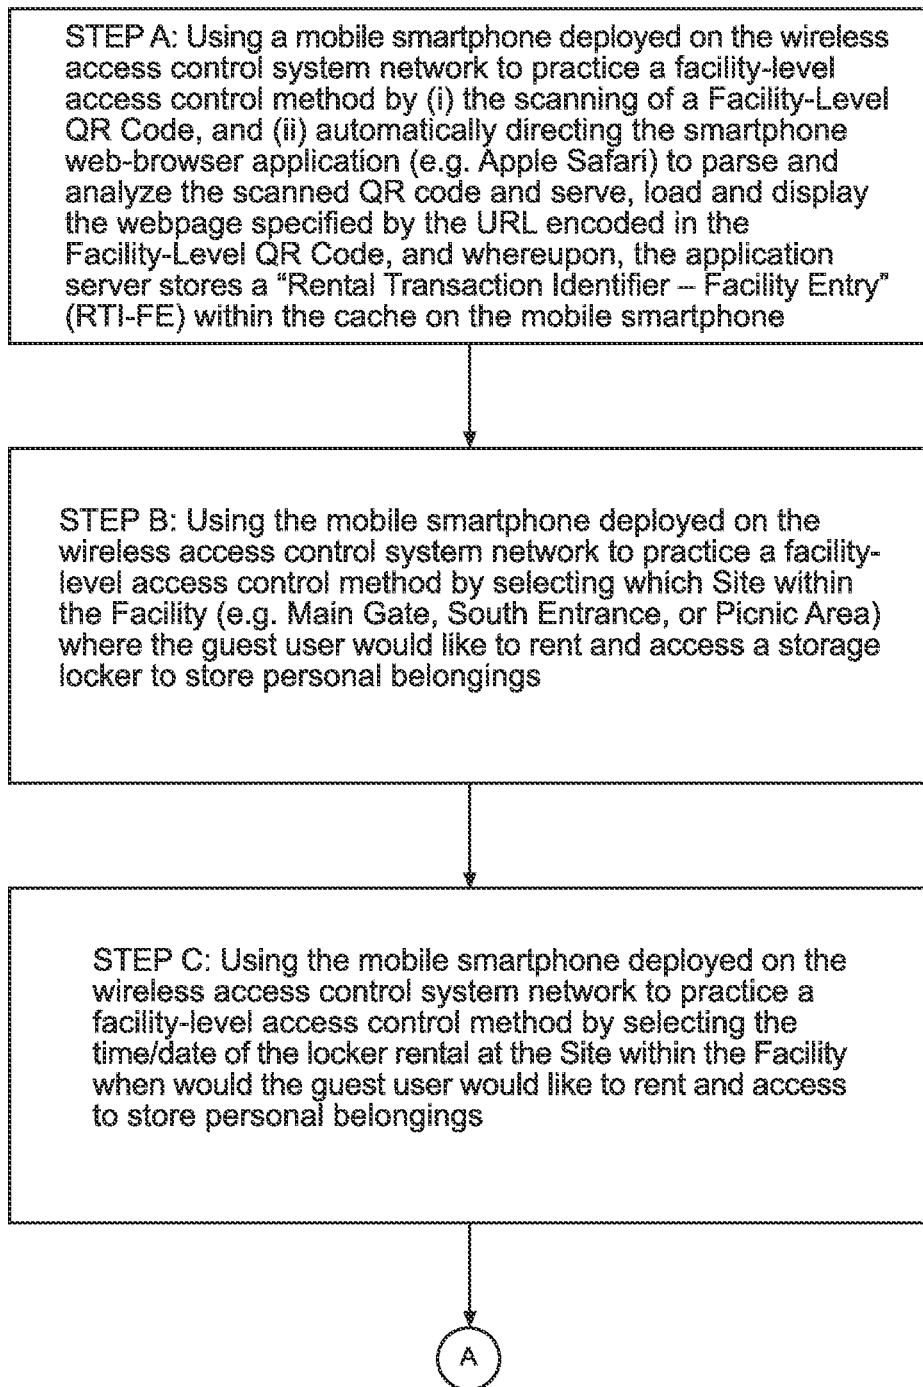 STEP A: Using a mobile smartphone deployed on the wireless
access control system network to practice a facility-level
access control method by (i) the scanning of a Facility-Level
QR Code, and (ii) automatically directing the smartphone
web-browser application (e.g. Apple Safari) to parse and
analyze the scanned QR code and serve, load and display
the webpage specified by the URL encoded in the
Facility-Level QR Code, and whereupon, the application
server stores a “Rental Transaction Identifier – Facility Entry”
(RTI-FE) within the cache on the mobile smartphone
STEP B: Using the mobile smartphone deployed on the
wireless access control system network to practice a facility-
level access control method by selecting which Site within
the Facility (e.g. Main Gate, South Entrance, or Picnic Area)
where the guest user would like to rent and access a storage
locker to store personal belongings
STEP C: Using the mobile smartphone deployed on the
wireless access control system network to practice a
facility-level access control method by selecting the
time/date of the locker rental at the Site within the Facility
when would the guest user would like to rent and access
to store personal belongings
A